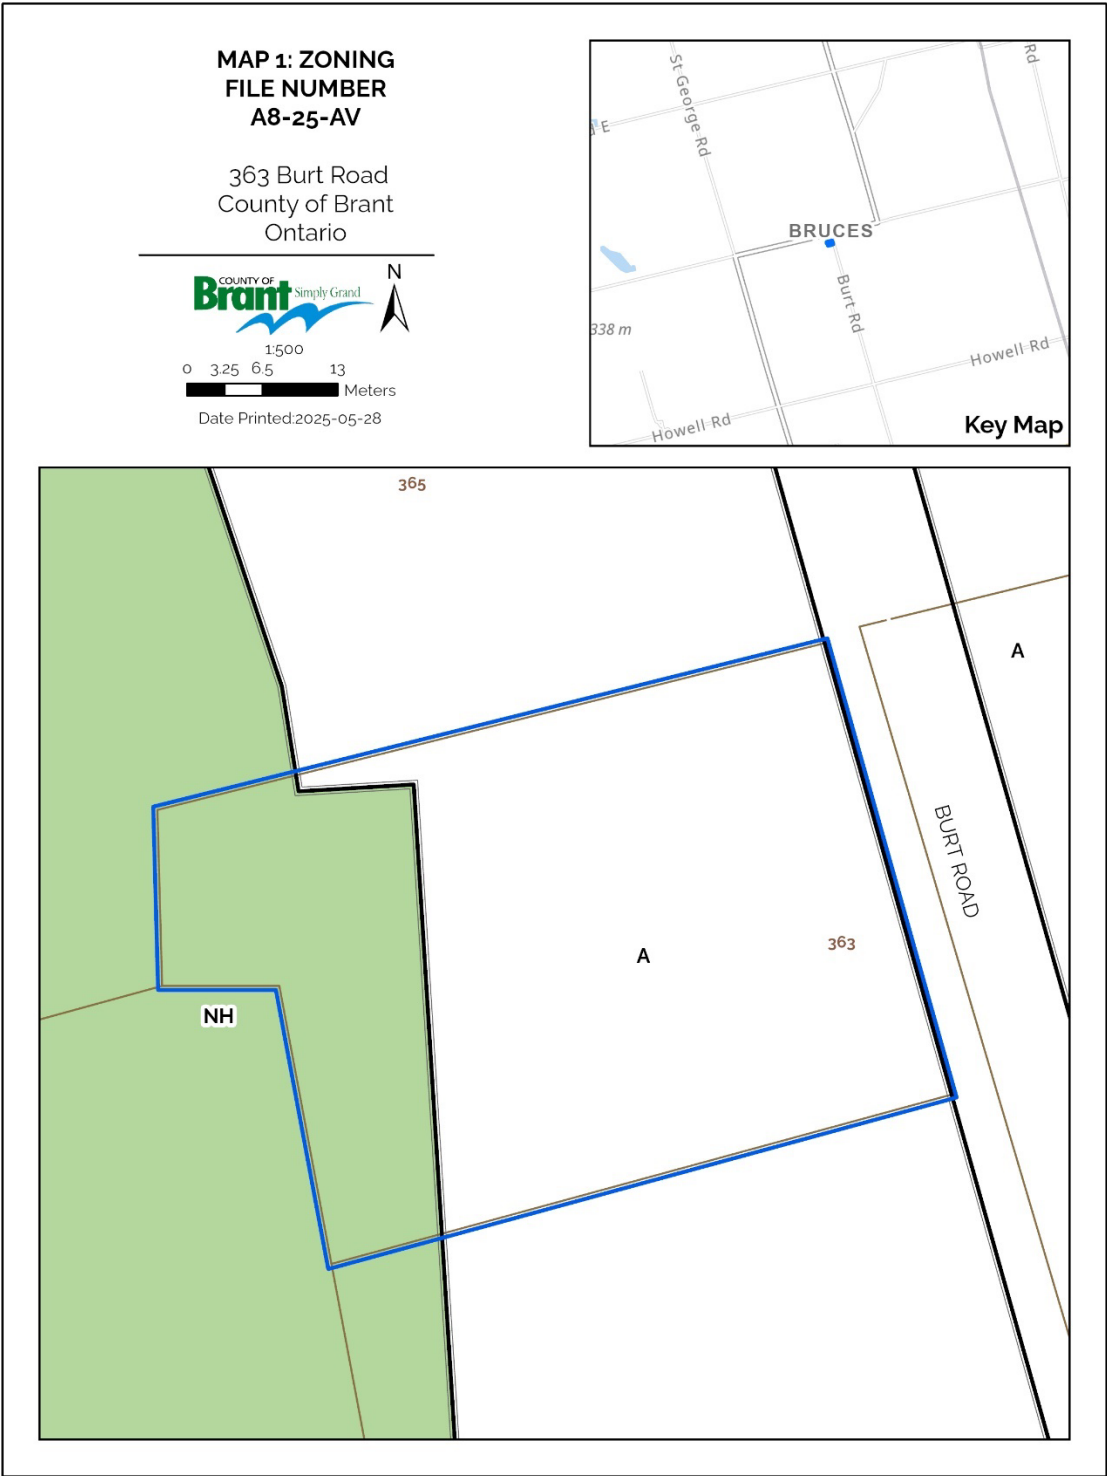 MAP 1: ZONING
FILE NUMBER
A8-25-AV
363 Burt Road
County of Brant
Ontario
COUNTY OF
Brant Simply Grand
N
1:500
0 3.25 6.5 13
Meters
Date Printed:2025-05-28
St George Rd
Rd
E
BRUCES
Burt Rd
338 m
Howell Rd
Howell Rd
Key Map
365
A
BURT ROAD
363
A
NH